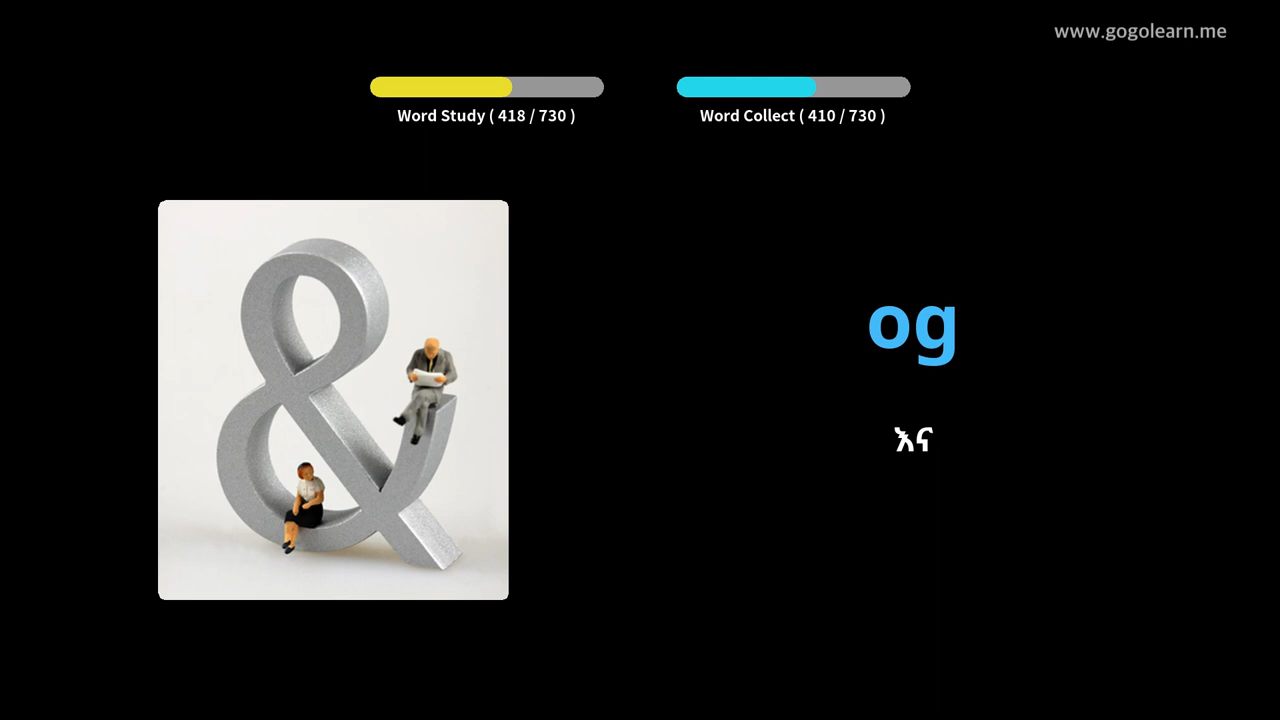 www.gogolearn.me
Word Study ( 418 / 730 )
Word Collect ( 410 / 730 )
&
og
እና